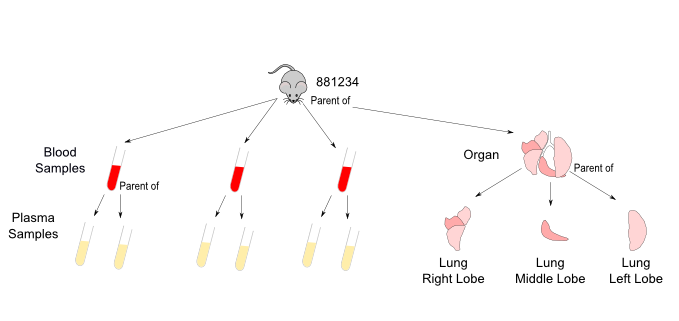 881234
Parent of
Blood
Samples
Organ
Parent of
Parent of
Plasma
Samples
Lung
Right Lobe
Lung
Middle Lobe
Lung
Left Lobe